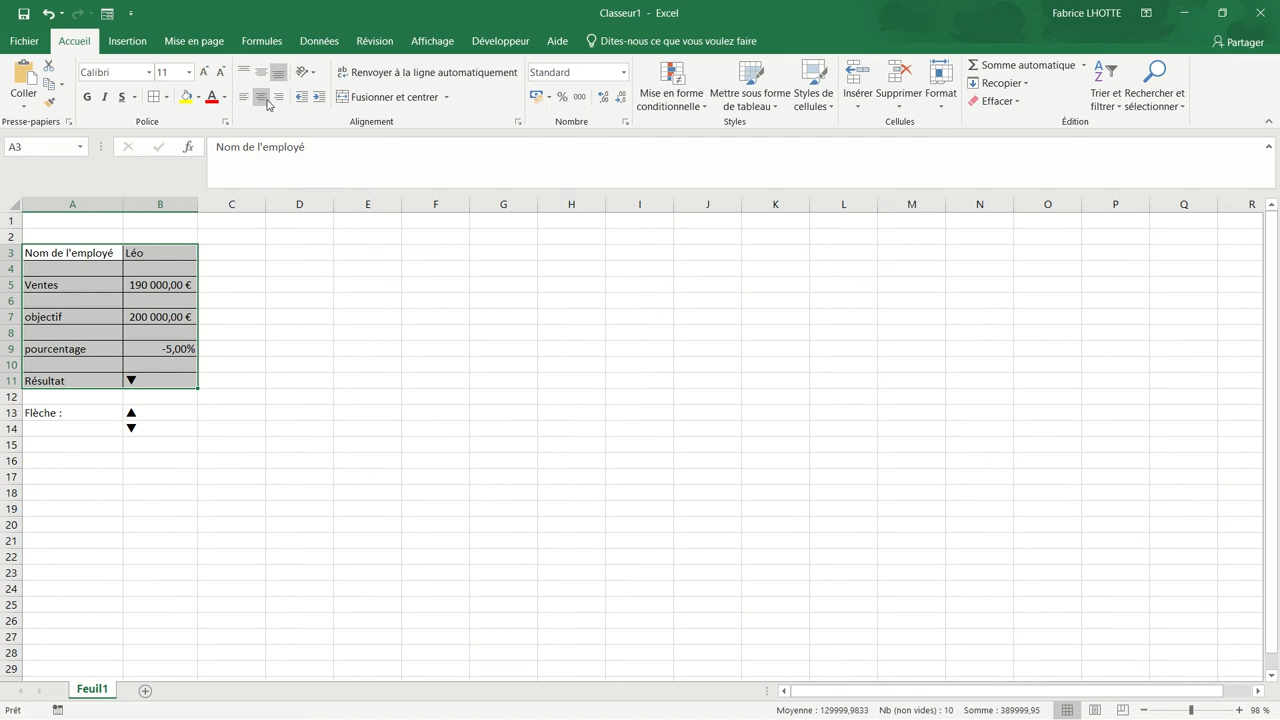 Classeur1 - Excel
Fabrice LHOTTE
Fichier Accueil Insertion Mise en page Formules Données Révision Affichage Développeur Aide Dites-nous ce que vous voulez faire Partager
Coller
Presse-papiers
Calibri 11
G I S
Police
Renvoyer à la ligne automatiquement
Fusionner et centrer
Alignement
Standard
% 000
Nombre
Mise en forme conditionnelle
Mettre sous forme de tableau
Styles de cellules
Styles
Insérer Supprimer Format
Cellules
Somme automatique
Recopier
Effacer
Trier et filtrer
Rechercher et sélectionner
Édition
A3 fx Nom de l'employé
A B C D E F G H I J K L M N O P Q R
1
2
3 Nom de l'employé Léo
4
5 Ventes 190 000,00 €
6
7 objectif 200 000,00 €
8
9 pourcentage -5,00%
10
11 Résultat ▼
12
13 Flèche : ▲
14 ▼
15
16
17
18
19
20
21
22
23
24
25
26
27
28
29
Feuil1
Prêt Moyenne : 129999,9833 Nb (non vides) : 10 Somme : 389999,95 98 %